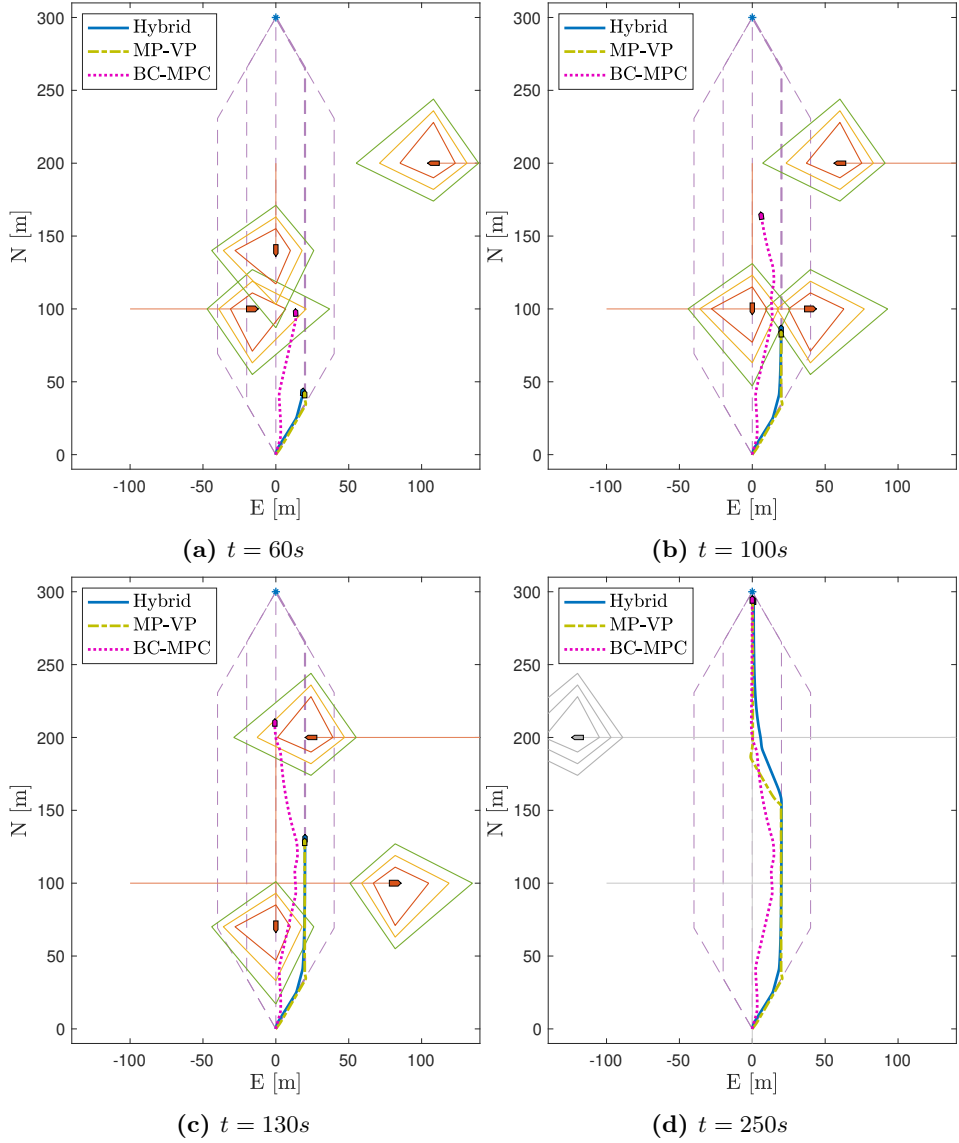 Hybrid
MP-VP
BC-MPC
300
250
200
150
100
50
0
N [m]
-100 -50 0 50 100
E [m]
(a) t = 60s
Hybrid
MP-VP
BC-MPC
300
250
200
150
100
50
0
N [m]
-100 -50 0 50 100
E [m]
(b) t = 100s
Hybrid
MP-VP
BC-MPC
300
250
200
150
100
50
0
N [m]
-100 -50 0 50 100
E [m]
(c) t = 130s
Hybrid
MP-VP
BC-MPC
300
250
200
150
100
50
0
N [m]
-100 -50 0 50 100
E [m]
(d) t = 250s